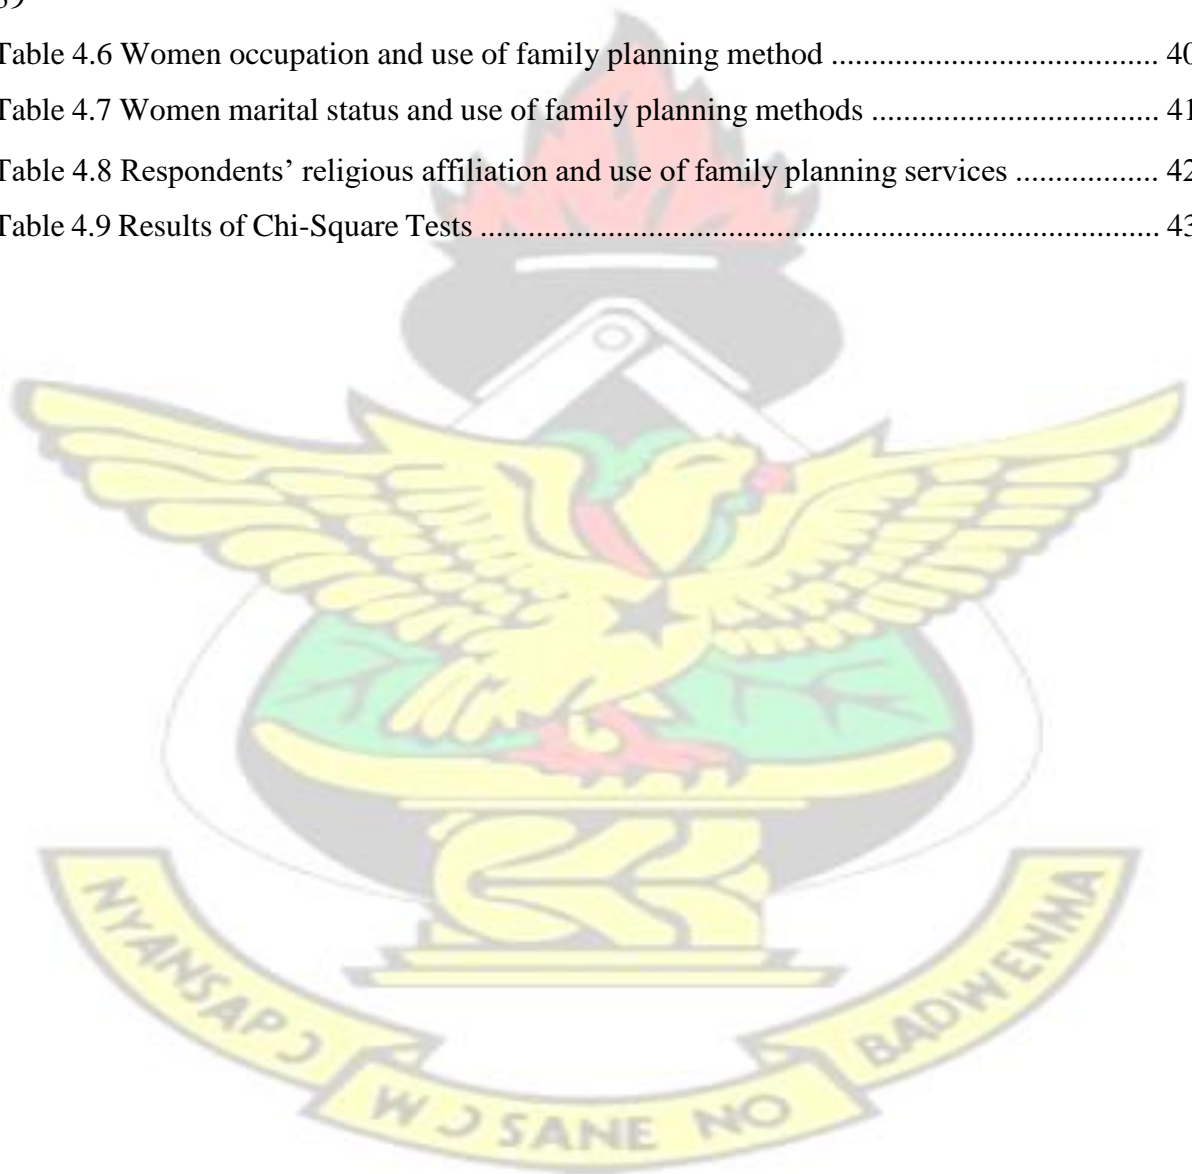 Table 4.6 Women occupation and use of family planning method ....................................... 40
Table 4.7 Women marital status and use of family planning methods ................................... 41
Table 4.8 Respondents’ religious affiliation and use of family planning services ................. 42
Table 4.9 Results of Chi-Square Tests ................................................................................... 43
NYANSAPƆ
WƆSANE NO
BADWENMA